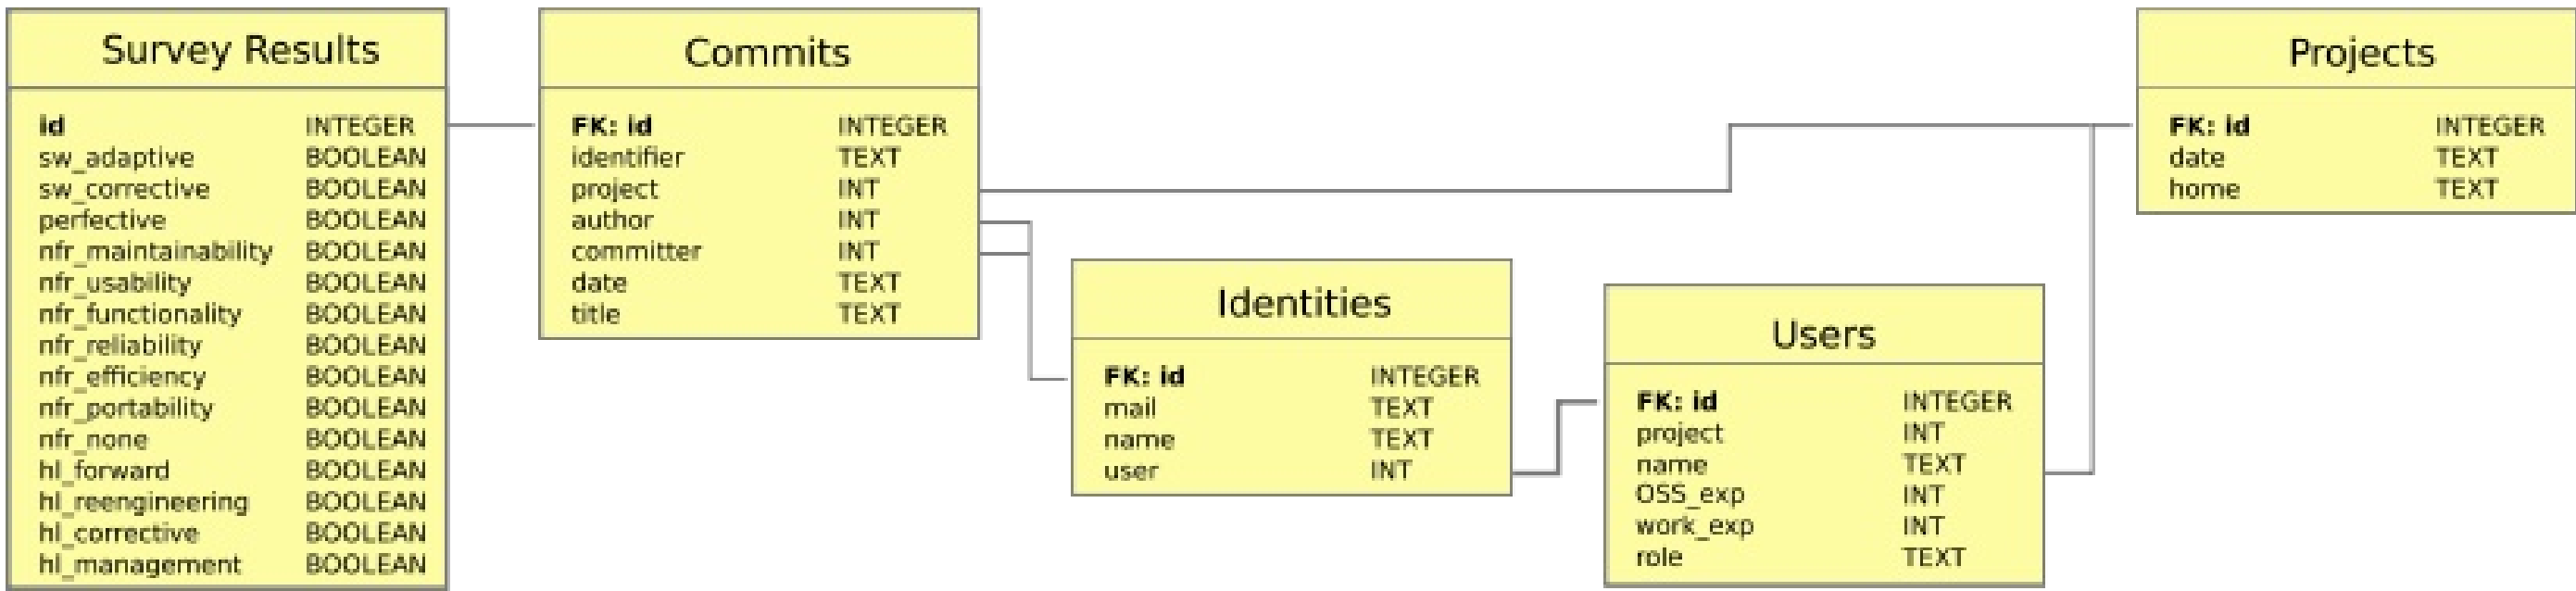 Survey Results
id INTEGER
sw_adaptive BOOLEAN
sw_corrective BOOLEAN
perfective BOOLEAN
nfr_maintainability BOOLEAN
nfr_usability BOOLEAN
nfr_functionality BOOLEAN
nfr_reliability BOOLEAN
nfr_efficiency BOOLEAN
nfr_portability BOOLEAN
nfr_none BOOLEAN
hl_forward BOOLEAN
hl_reengineering BOOLEAN
hl_corrective BOOLEAN
hl_management BOOLEAN
Commits
FK: id INTEGER
identifier TEXT
project INT
author INT
committer INT
date TEXT
title TEXT
Identities
FK: id INTEGER
mail TEXT
name TEXT
user INT
Users
FK: id INTEGER
project INT
name TEXT
OSS_exp INT
work_exp INT
role TEXT
Projects
FK: id INTEGER
date TEXT
home TEXT